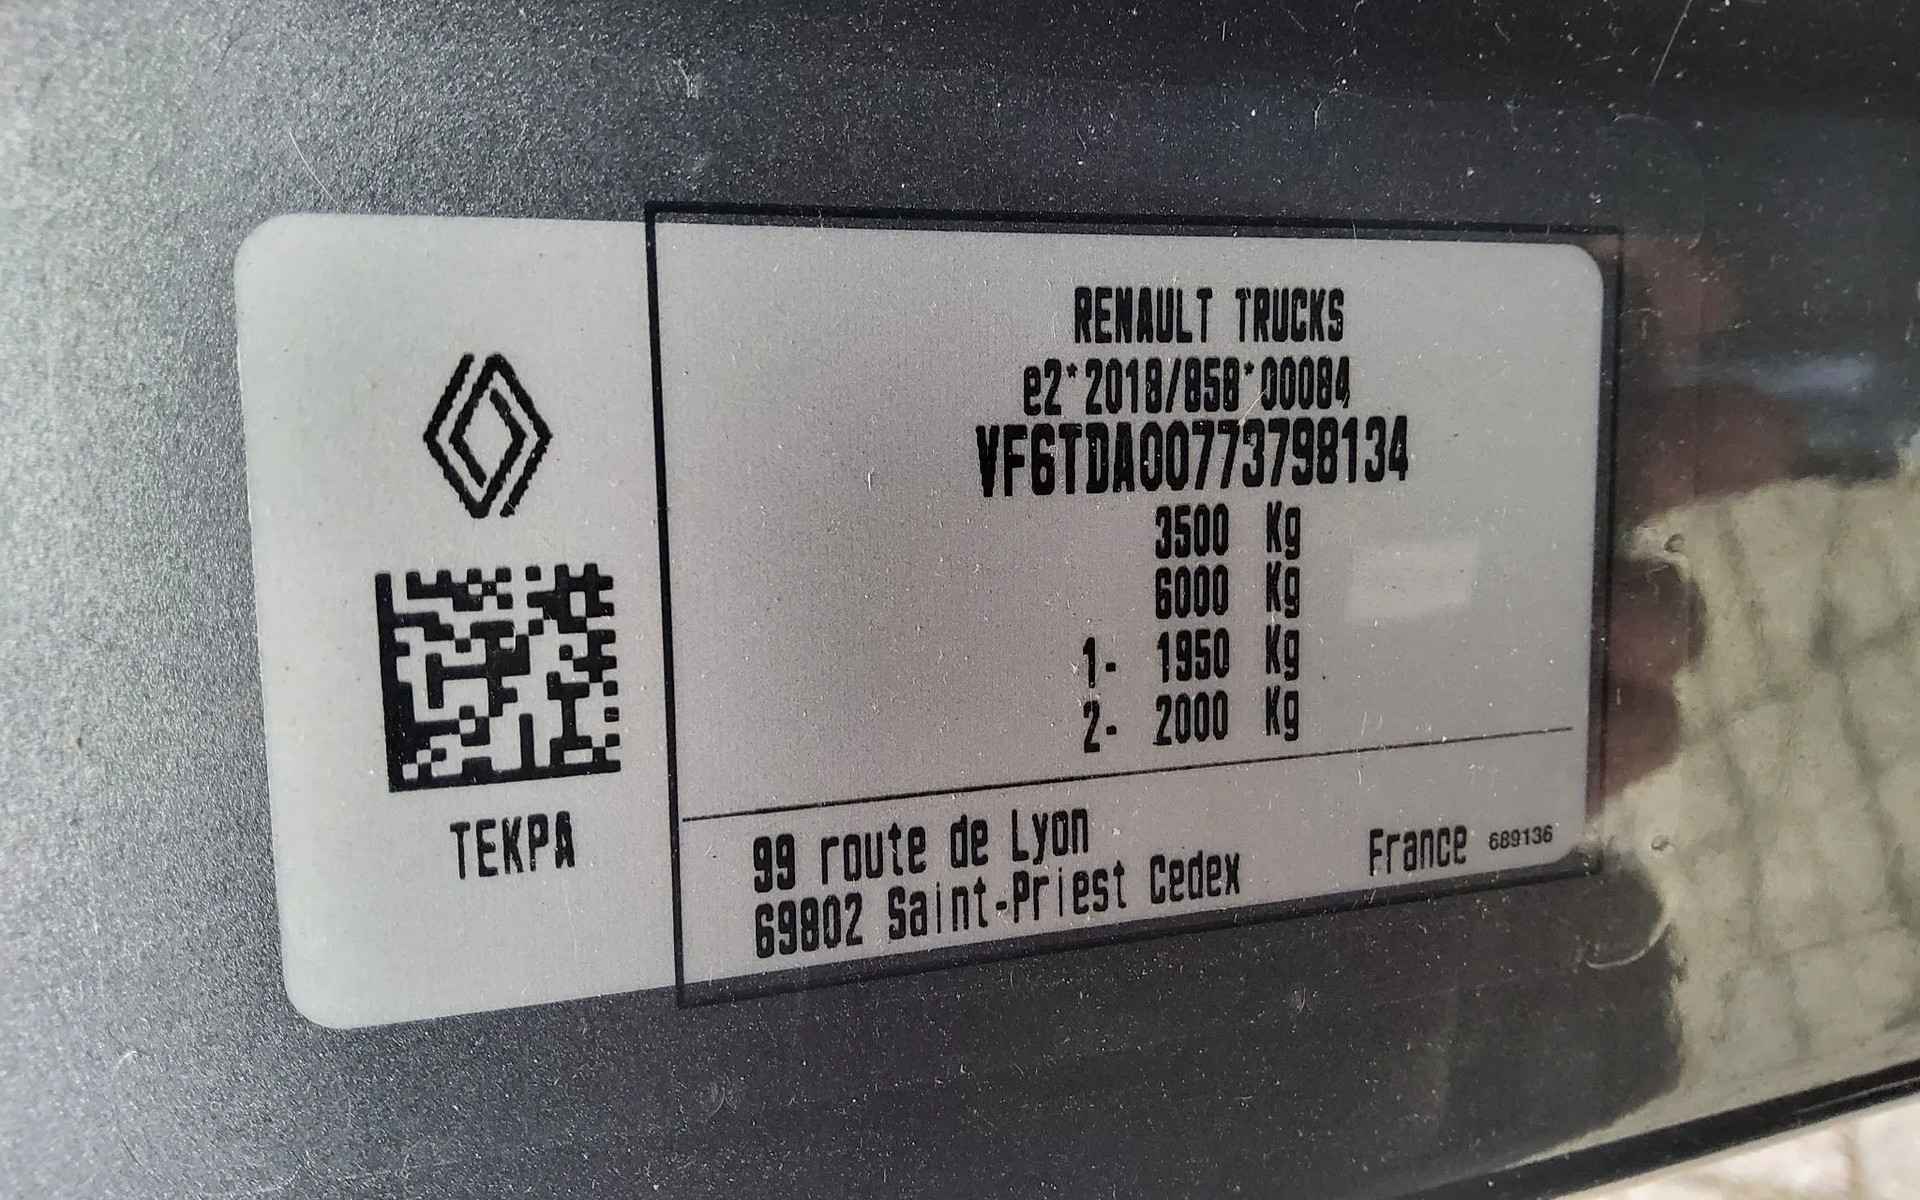 RENAULT TRUCKS
e2*2018/858*00084
VF6TDA00773798134
3500 Kg
6000 Kg
1- 1950 Kg
2- 2000 Kg
TEKPA
99 route de Lyon
69802 Saint-Priest Cedex
France 689136